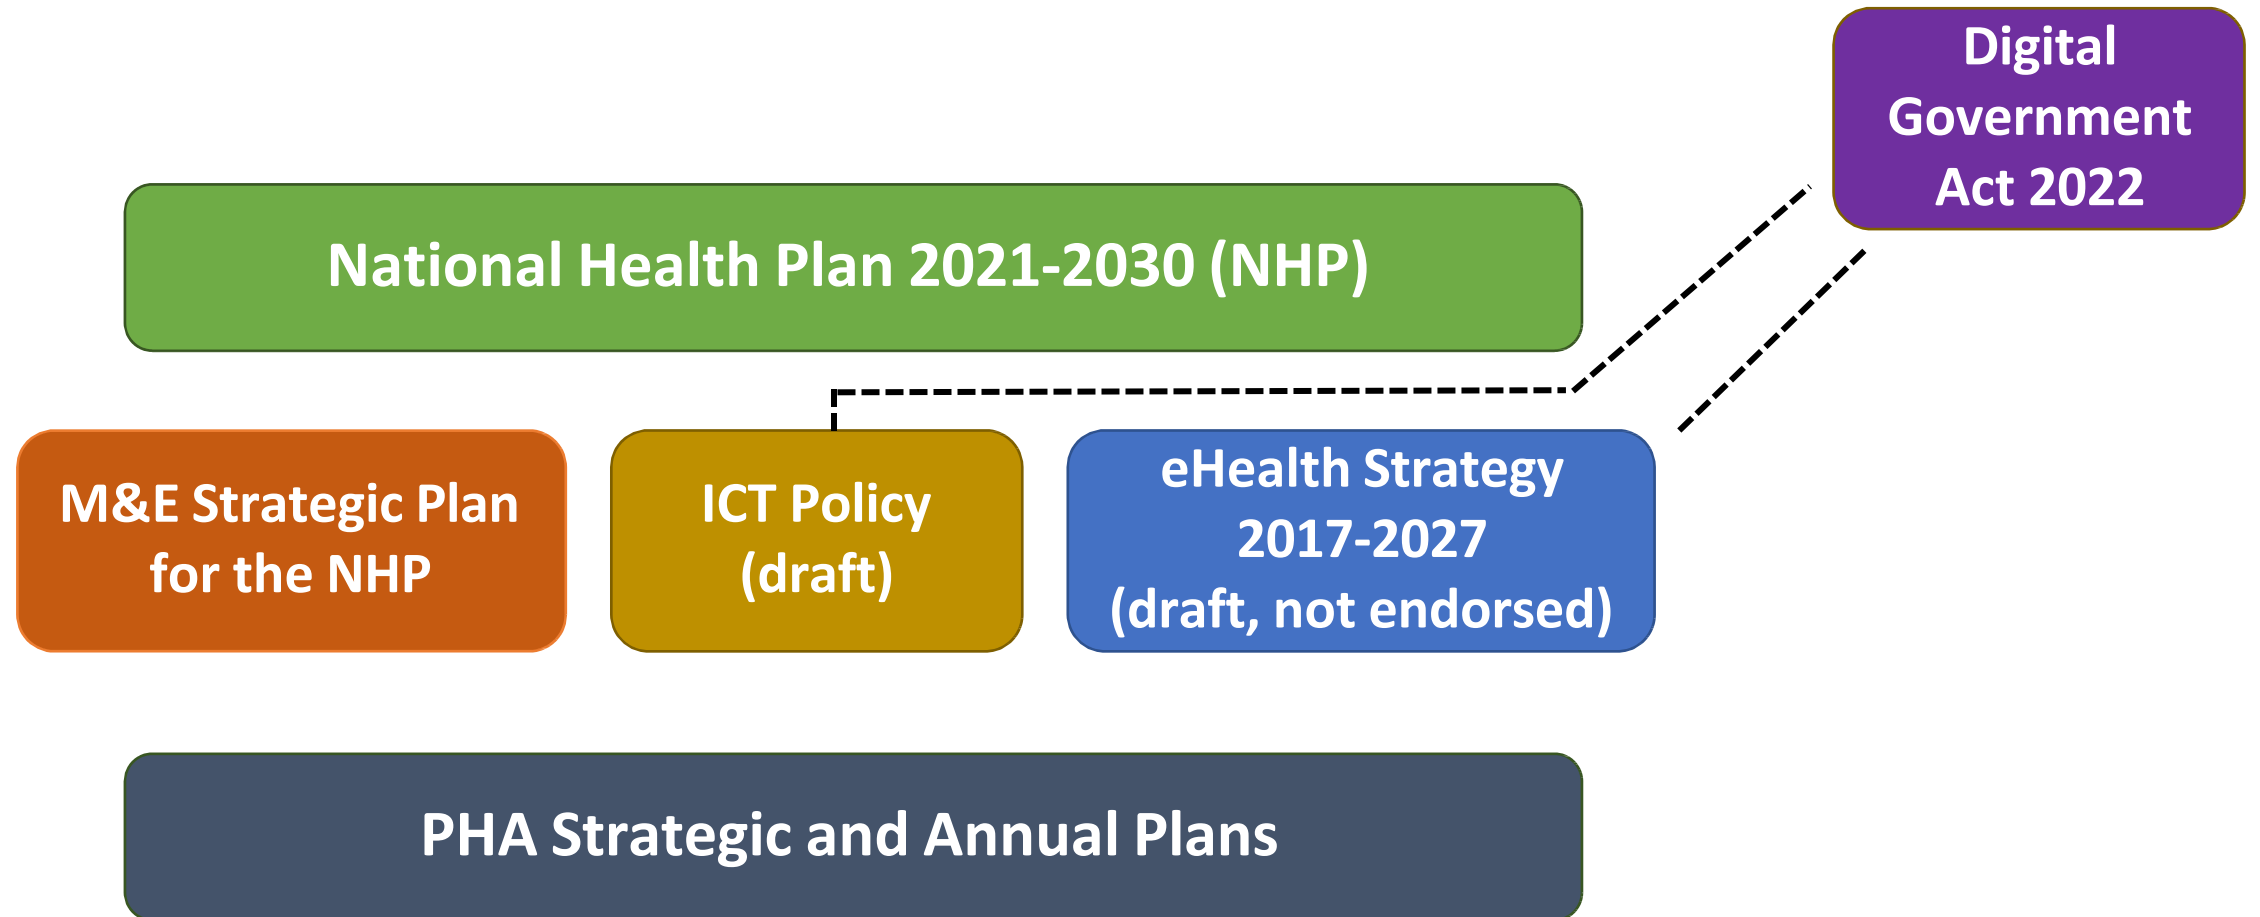 Digital
Government
Act 2022
National Health Plan 2021-2030 (NHP)
M&E Strategic Plan
for the NHP
ICT Policy
(draft)
eHealth Strategy
2017-2027
(draft, not endorsed)
PHA Strategic and Annual Plans